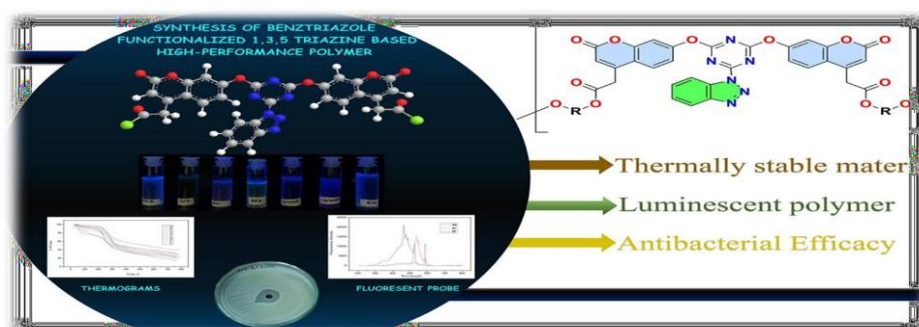 SYNTHESIS OF BENZTRIAZOLE
FUNCTIONALIZED 1,3,5 TRIAZINE BASED
HIGH-PERFORMANCE POLYMER
O O O N O O O
N N
O N O
O N O
R O N O R
Thermally stable mater
Luminescent polymer
Antibacterial Efficacy
THERMOGRAMS
FLUORESENT PROBE